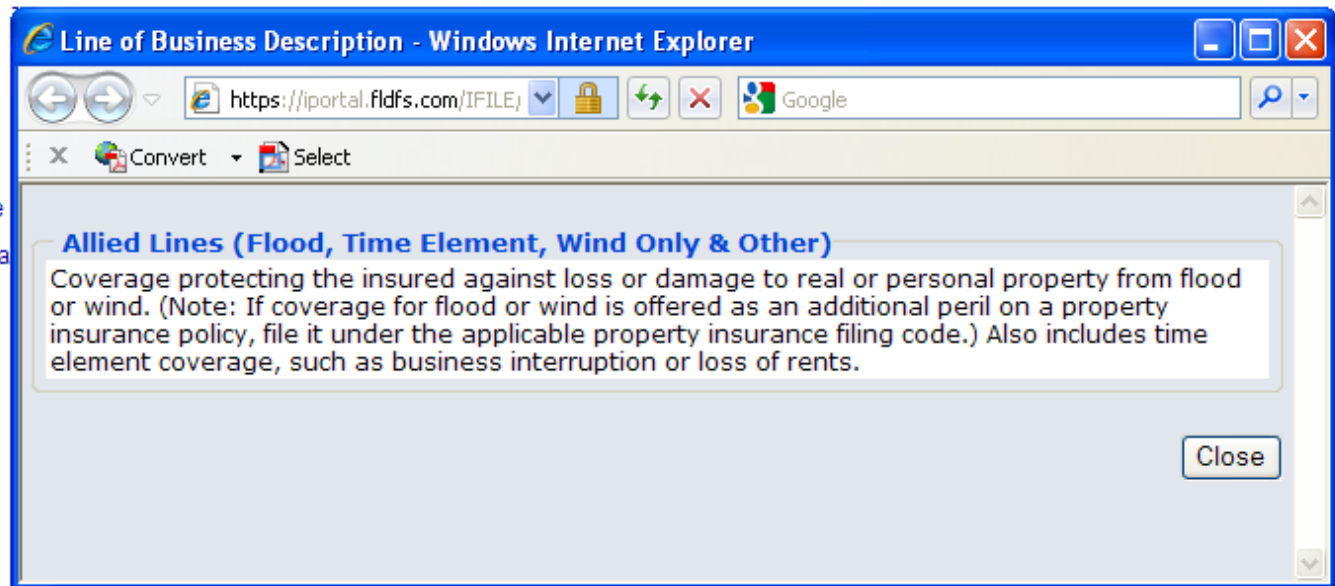 Line of Business Description - Windows Internet Explorer
https://iportal.fldfs.com/IFILE/
Google
x Convert Select
Allied Lines (Flood, Time Element, Wind Only & Other)
Coverage protecting the insured against loss or damage to real or personal property from flood
or wind. (Note: If coverage for flood or wind is offered as an additional peril on a property
insurance policy, file it under the applicable property insurance filing code.) Also includes time
element coverage, such as business interruption or loss of rents.
Close